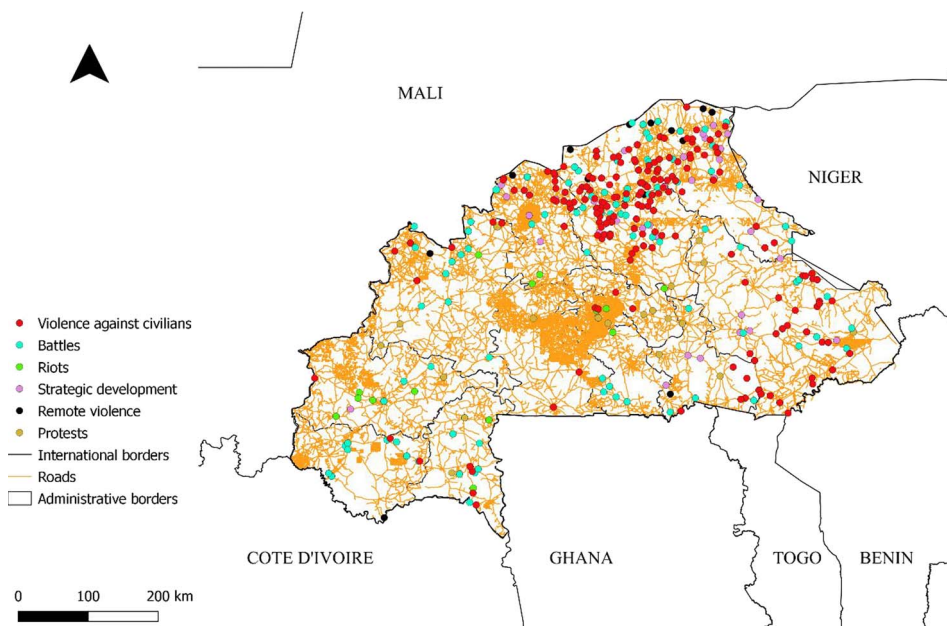 MALI
NIGER
Violence against civilians
Battles
Riots
Strategic development
Remote violence
Protests
International borders
Roads
Administrative borders
COTE D'IVOIRE
GHANA
TOGO
BENIN
0 100 200 km